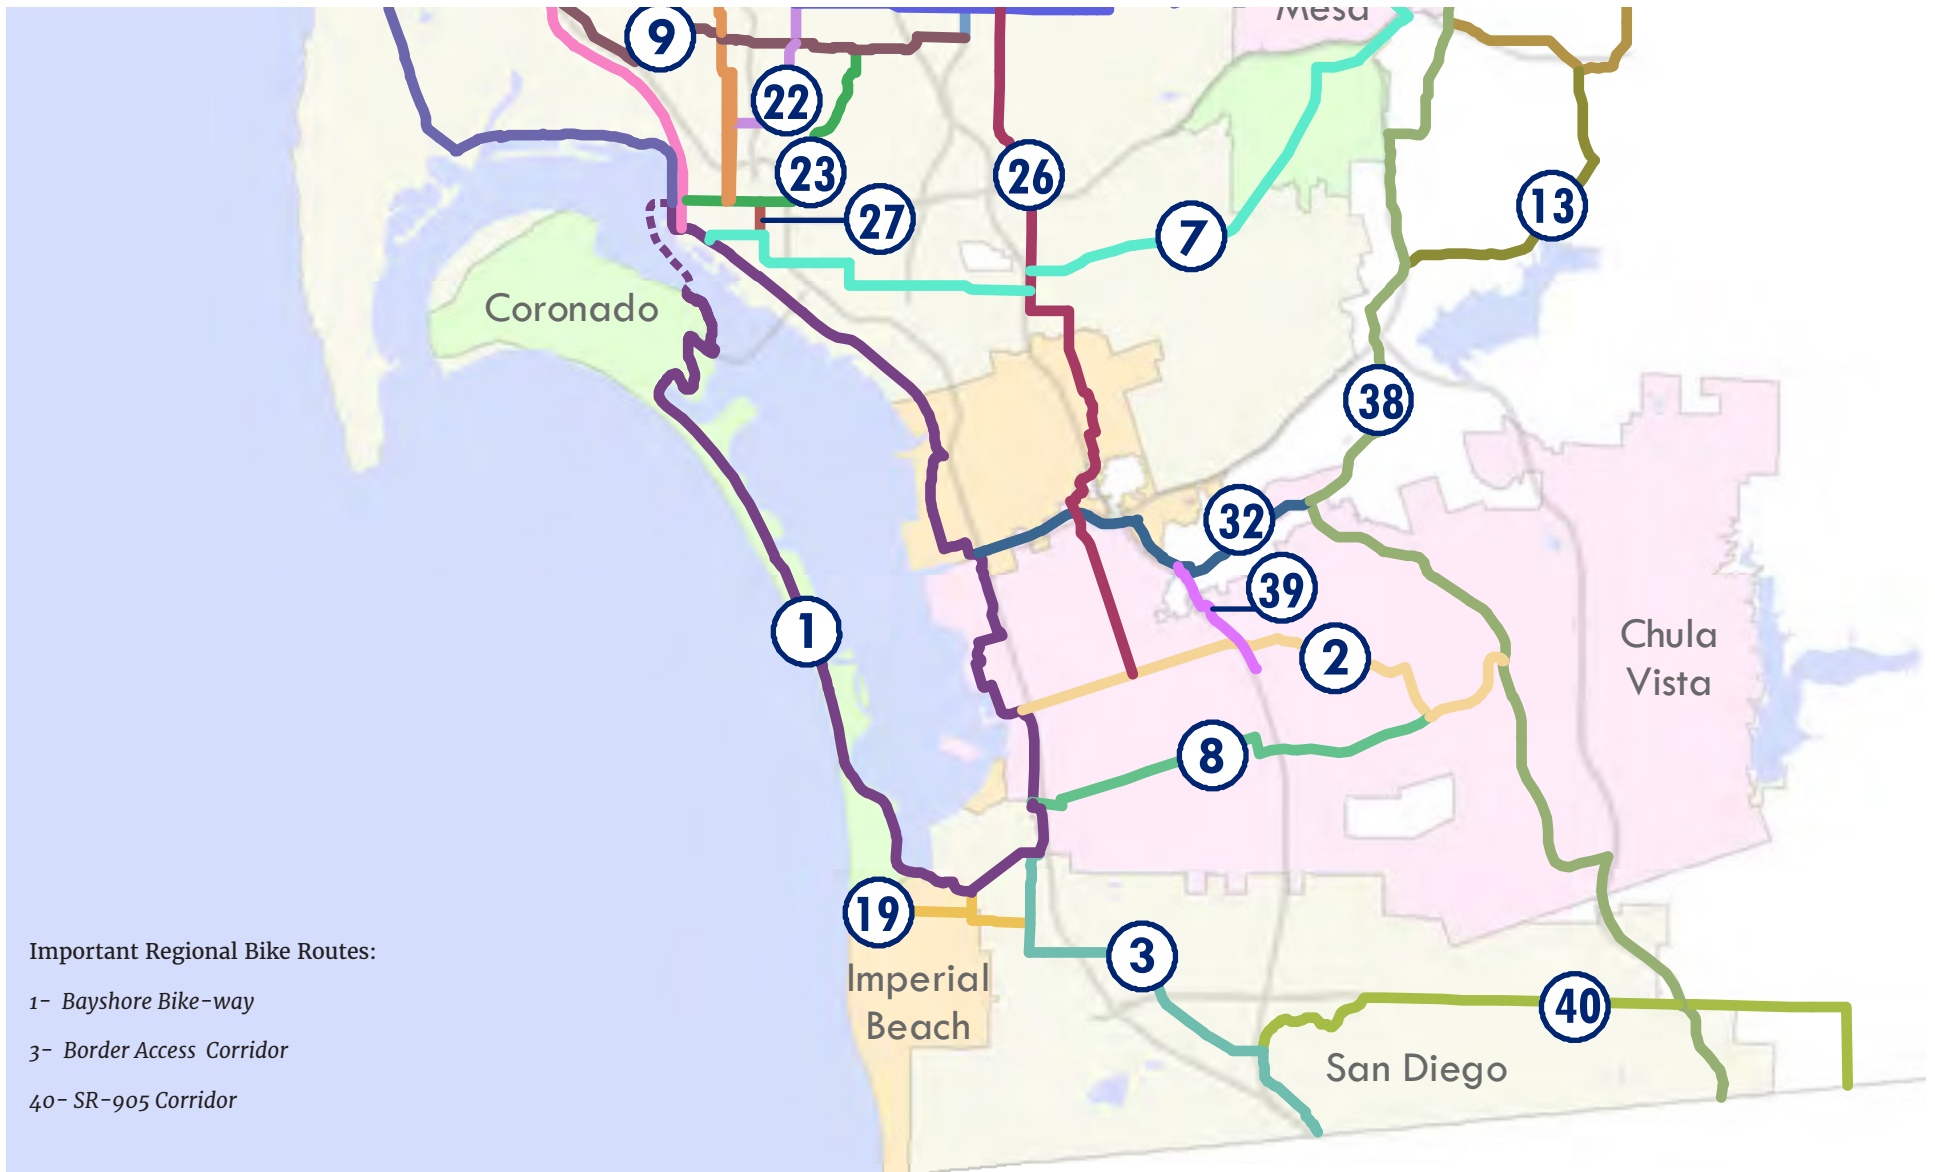 Mesa
9
22
23
26
27
13
7
Coronado
38
32
39
1
2
Chula
Vista
8
19
3
Imperial
Beach
40
San Diego
Important Regional Bike Routes:
1- Bayshore Bike-way
3- Border Access Corridor
40- SR-905 Corridor